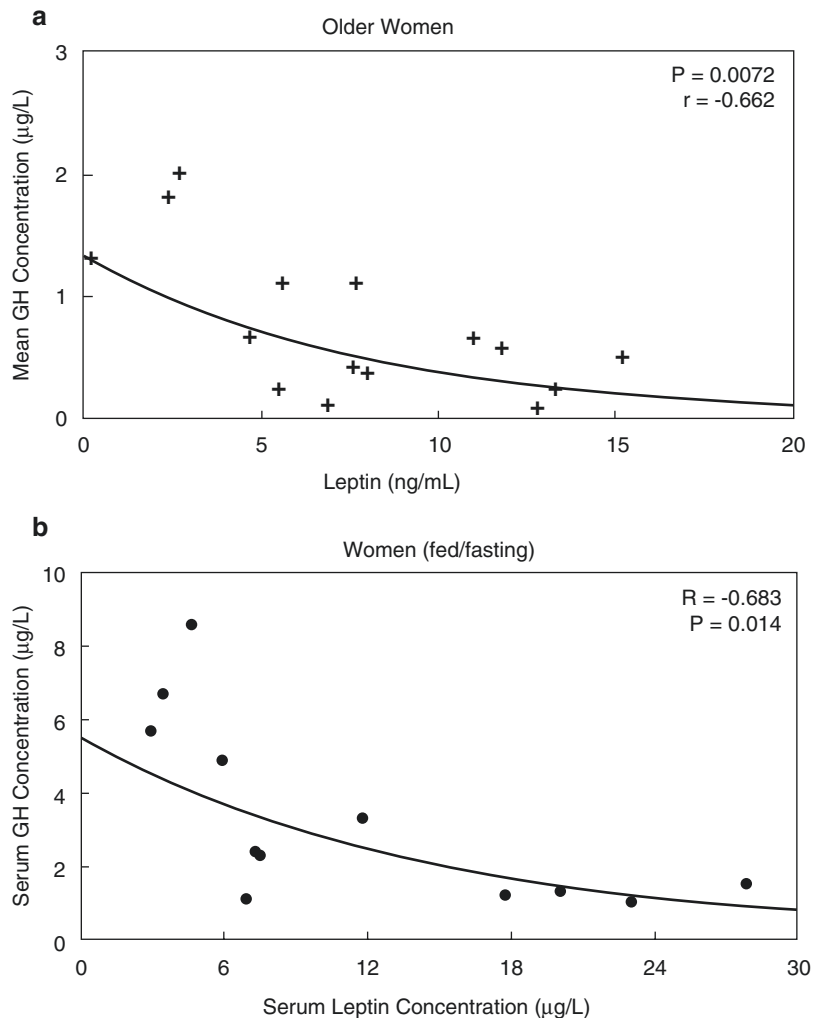 a
Older Women
P = 0.0072
r = -0.662
Mean GH Concentration (μg/L)
3
2
1
0
0 5 10 15 20
Leptin (ng/mL)
b
Women (fed/fasting)
R = -0.683
P = 0.014
Serum GH Concentration (μg/L)
10
8
6
4
2
0
0 6 12 18 24 30
Serum Leptin Concentration (μg/L)